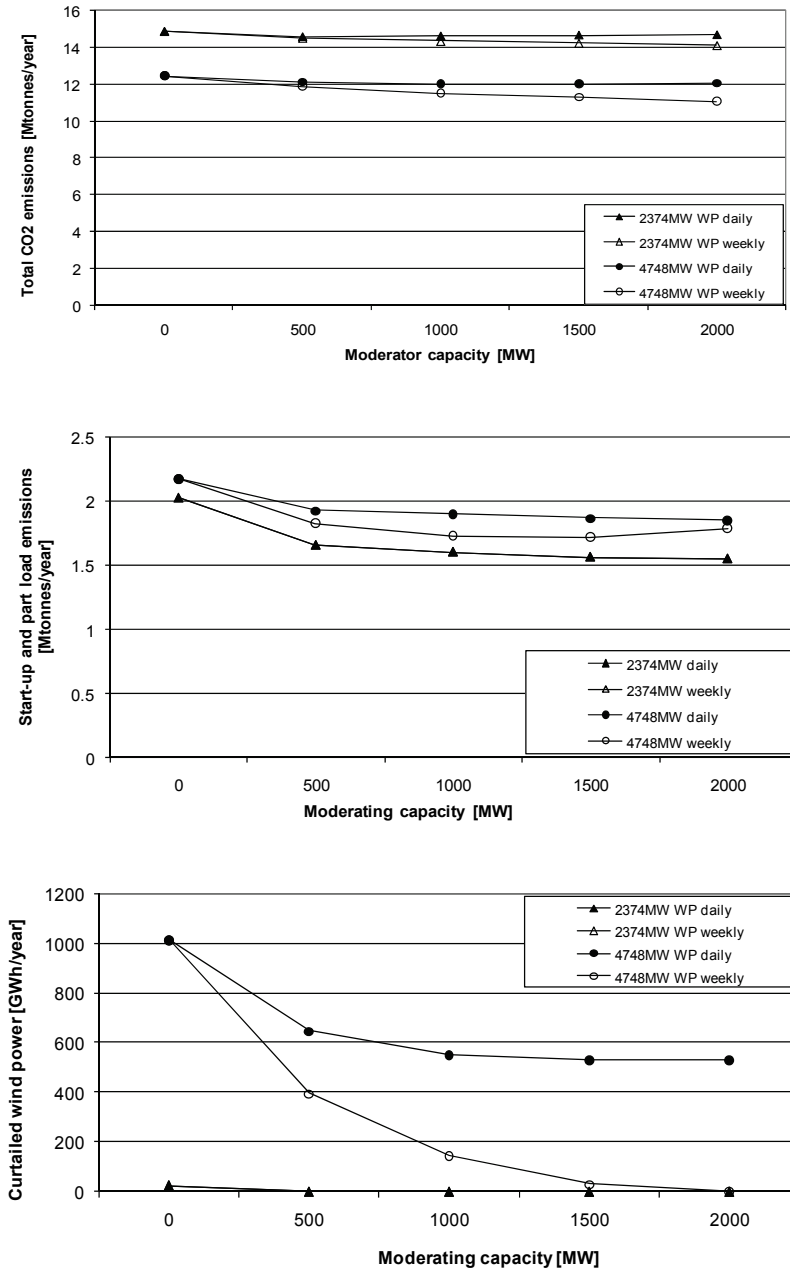 Total CO2 emissions [Mtonnes/year]
16
14
12
10
8
6
4
2
0
0 500 1000 1500 2000
Moderator capacity [MW]
2374MW WP daily
2374MW WP weekly
4748MW WP daily
4748MW WP weekly
Start-up and part load emissions
[Mtonnes/year]
2.5
2
1.5
1
0.5
0
0 500 1000 1500 2000
Moderating capacity [MW]
2374MW daily
2374MW weekly
4748MW daily
4748MW weekly
Curtailed wind power [GWh/year]
1200
1000
800
600
400
200
0
0 500 1000 1500 2000
Moderating capacity [MW]
2374MW WP daily
2374MW WP weekly
4748MW WP daily
4748MW WP weekly